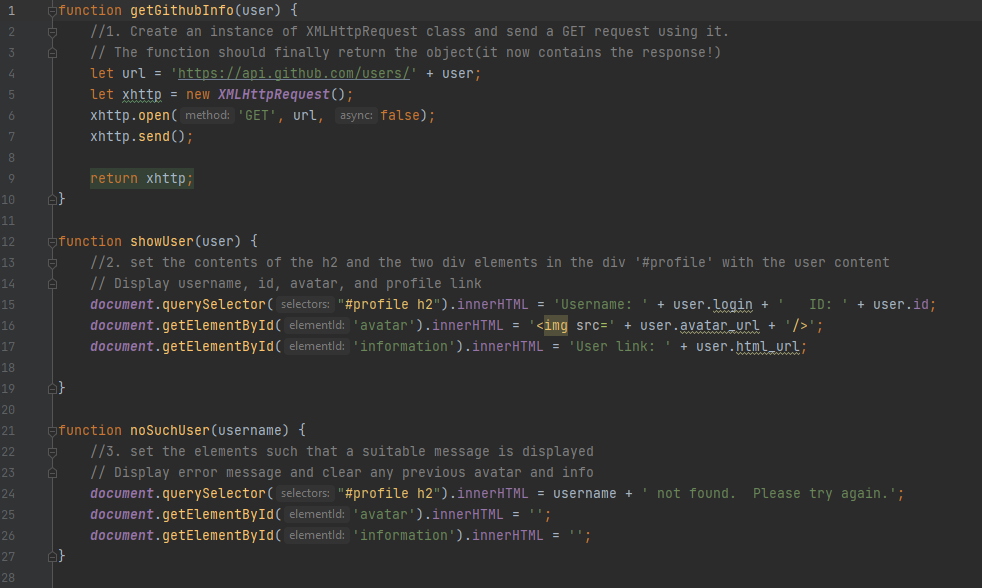 1 function getGithubInfo(user) {
2 //1. Create an instance of XMLHttpRequest class and send a GET request using it.
3 // The function should finally return the object(it now contains the response!)
4 let url = 'https://api.github.com/users/' + user;
5 let xhttp = new XMLHttpRequest();
6 xhttp.open( method: 'GET', url, async: false);
7 xhttp.send();
8
9 return xhttp;
10 }
11
12 function showUser(user) {
13 //2. set the contents of the h2 and the two div elements in the div '#profile' with the user content
14 // Display username, id, avatar, and profile link
15 document.querySelector( selectors: "#profile h2").innerHTML = 'Username: ' + user.login + '   ID: ' + user.id;
16 document.getElementById( elementId: 'avatar').innerHTML = '<img src=' + user.avatar_url + '/>';
17 document.getElementById( elementId: 'information').innerHTML = 'User link: ' + user.html_url;
18
19 }
20
21 function noSuchUser(username) {
22 //3. set the elements such that a suitable message is displayed
23 // Display error message and clear any previous avatar and info
24 document.querySelector( selectors: "#profile h2").innerHTML = username + ' not found.  Please try again.';
25 document.getElementById( elementId: 'avatar').innerHTML = '';
26 document.getElementById( elementId: 'information').innerHTML = '';
27 }
28